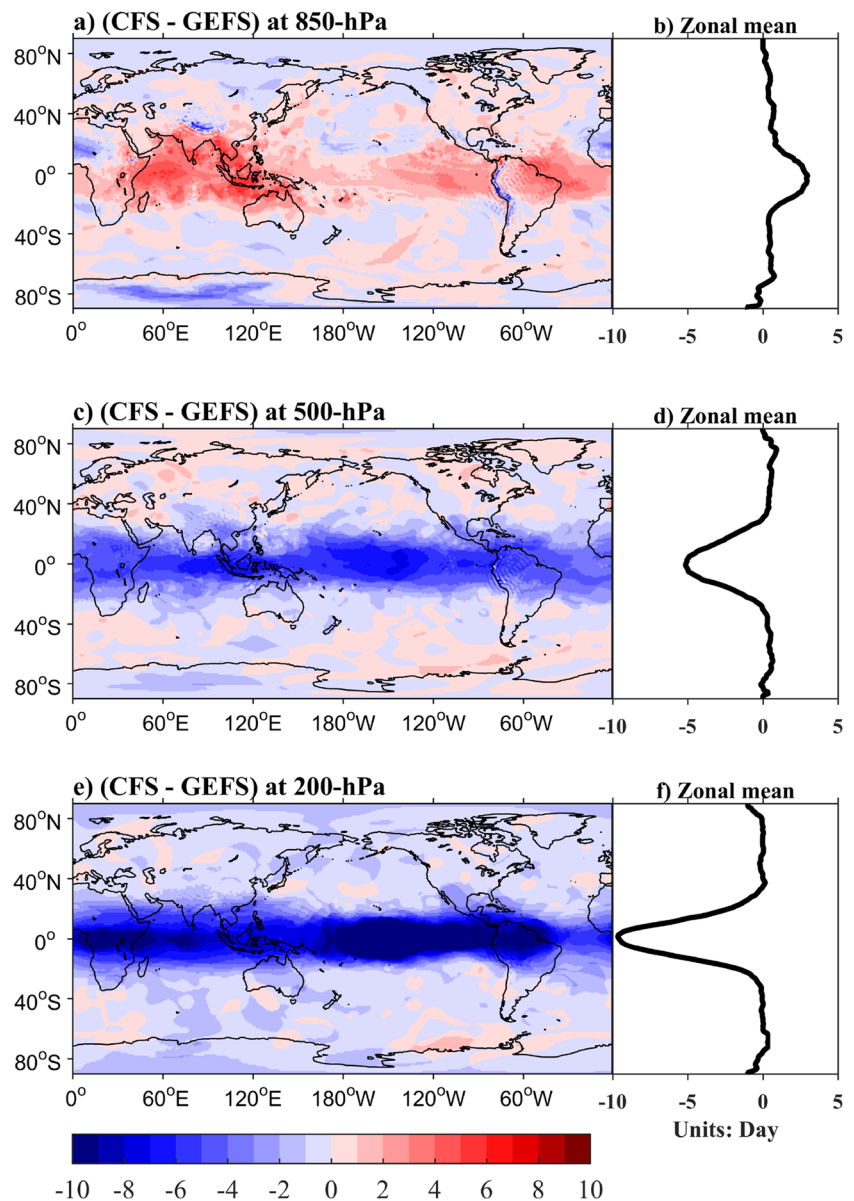 a) (CFS - GEFS) at 850-hPa
b) Zonal mean
80°N
40°N
0°
40°S
80°S
0° 60°E 120°E 180°W 120°W 60°W
-10 -5 0 5
c) (CFS - GEFS) at 500-hPa
d) Zonal mean
80°N
40°N
0°
40°S
80°S
0° 60°E 120°E 180°W 120°W 60°W
-10 -5 0 5
e) (CFS - GEFS) at 200-hPa
f) Zonal mean
80°N
40°N
0°
40°S
80°S
0° 60°E 120°E 180°W 120°W 60°W
-10 -5 0 5
Units: Day
-10 -8 -6 -4 -2 0 2 4 6 8 10